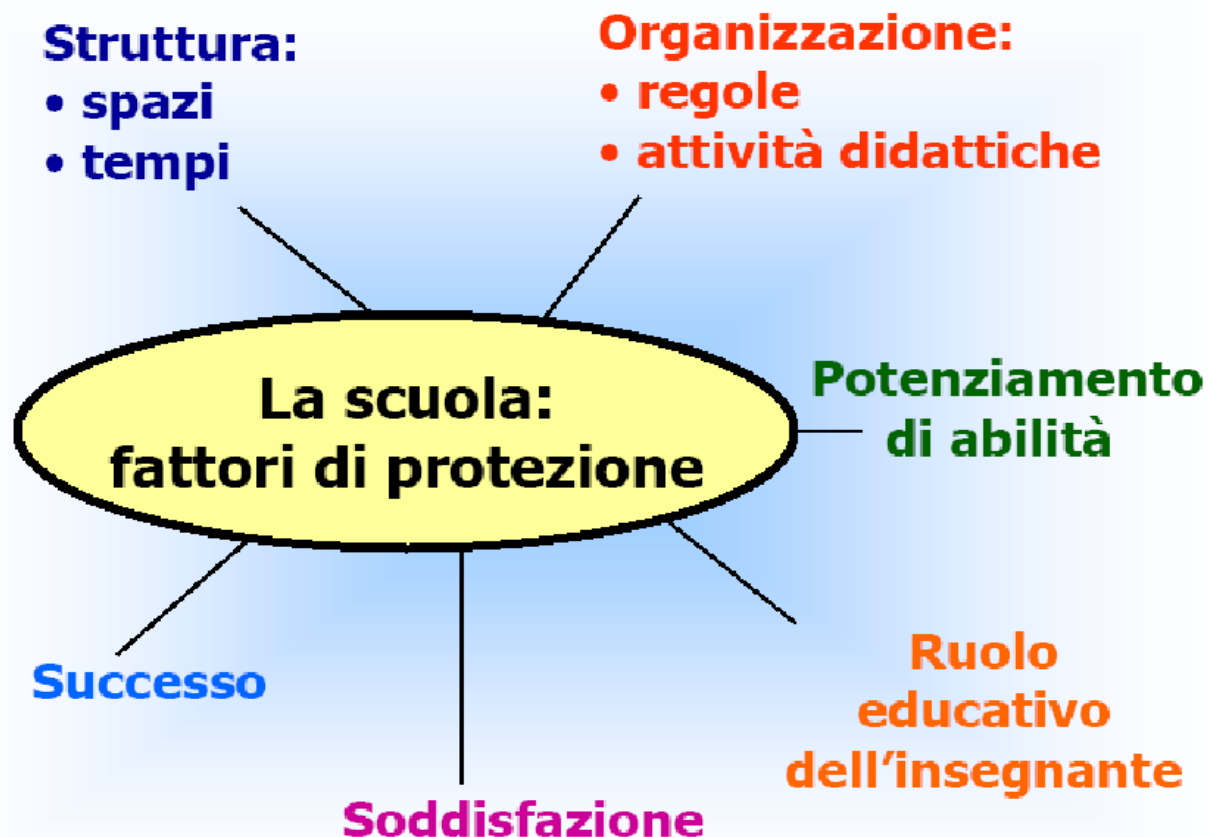 Struttura:
• spazi
• tempi
Organizzazione:
• regole
• attività didattiche
La scuola:
fattori di protezione
Potenziamento
di abilità
Successo
Ruolo
educativo
dell'insegnante
Soddisfazione